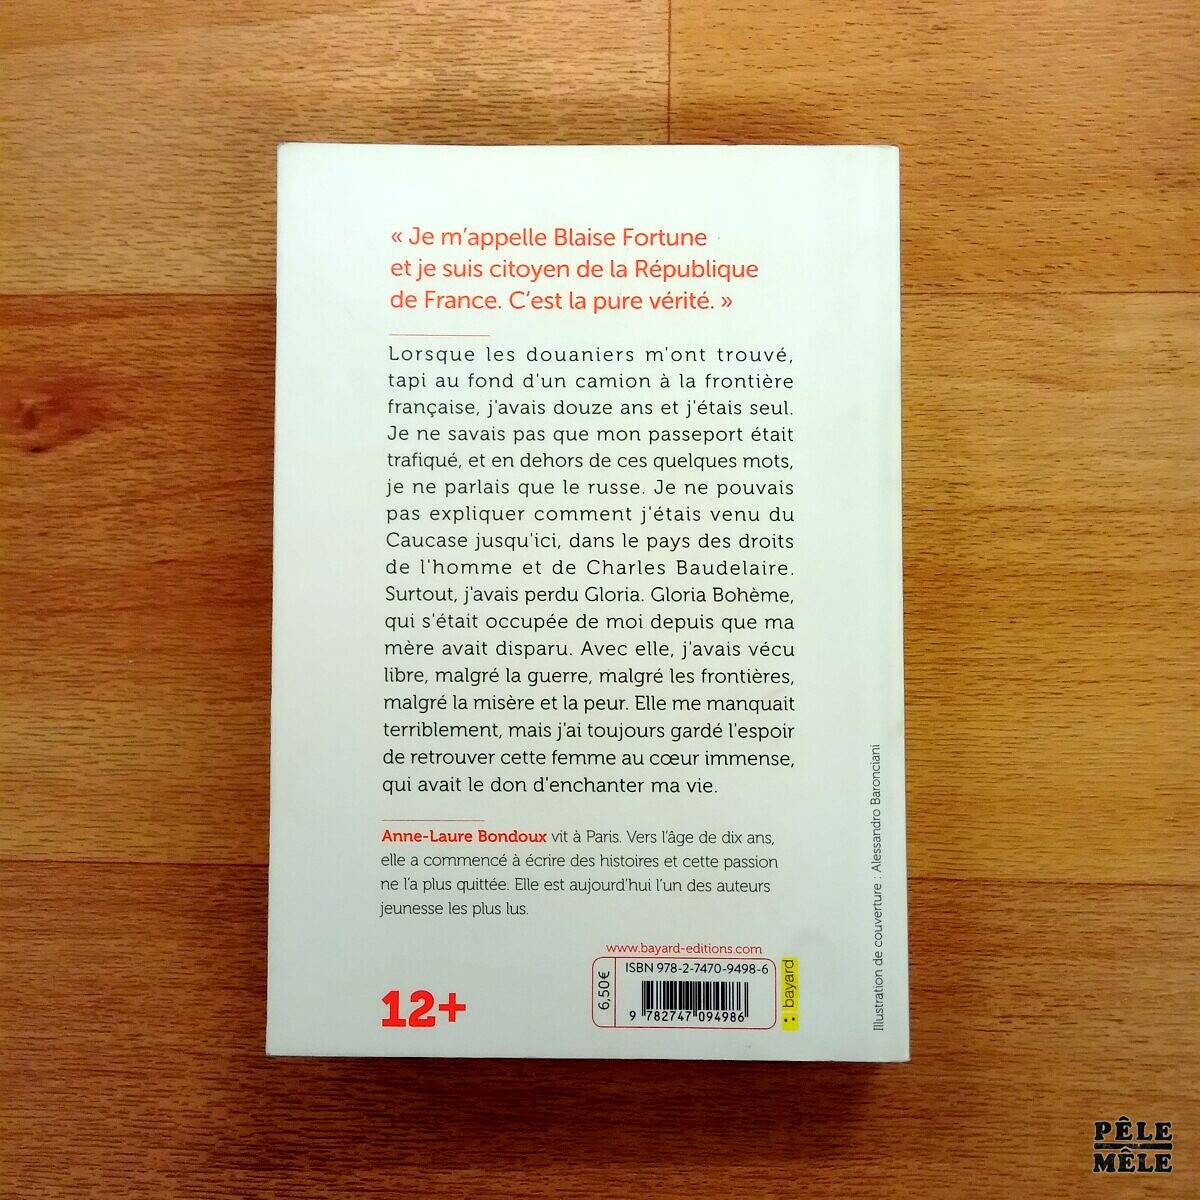 « Je m’appelle Blaise Fortune
et je suis citoyen de la République
de France. C’est la pure vérité. »
Lorsque les douaniers m'ont trouvé,
tapi au fond d'un camion à la frontière
française, j'avais douze ans et j'étais seul.
Je ne savais pas que mon passeport était
trafiqué, et en dehors de ces quelques mots,
je ne parlais que le russe. Je ne pouvais
pas expliquer comment j'étais venu du
Caucase jusqu'ici, dans le pays des droits
de l'homme et de Charles Baudelaire.
Surtout, j'avais perdu Gloria. Gloria Bohème,
qui s'était occupée de moi depuis que ma
mère avait disparu. Avec elle, j'avais vécu
libre, malgré la guerre, malgré les frontières,
malgré la misère et la peur. Elle me manquait
terriblement, mais j'ai toujours gardé l'espoir
de retrouver cette femme au cœur immense,
qui avait le don d'enchanter ma vie.
Anne-Laure Bondoux vit à Paris. Vers l’âge de dix ans,
elle a commencé à écrire des histoires et cette passion
ne l’a plus quittée. Elle est aujourd’hui l’un des auteurs
jeunesse les plus lus.
www.bayard-editions.com
ISBN 978-2-7470-9498-6
6,50€
9 782747 094986
bayard
12+
Illustration de couverture : Alessandro Baronciani
PÊLE
MÊLE